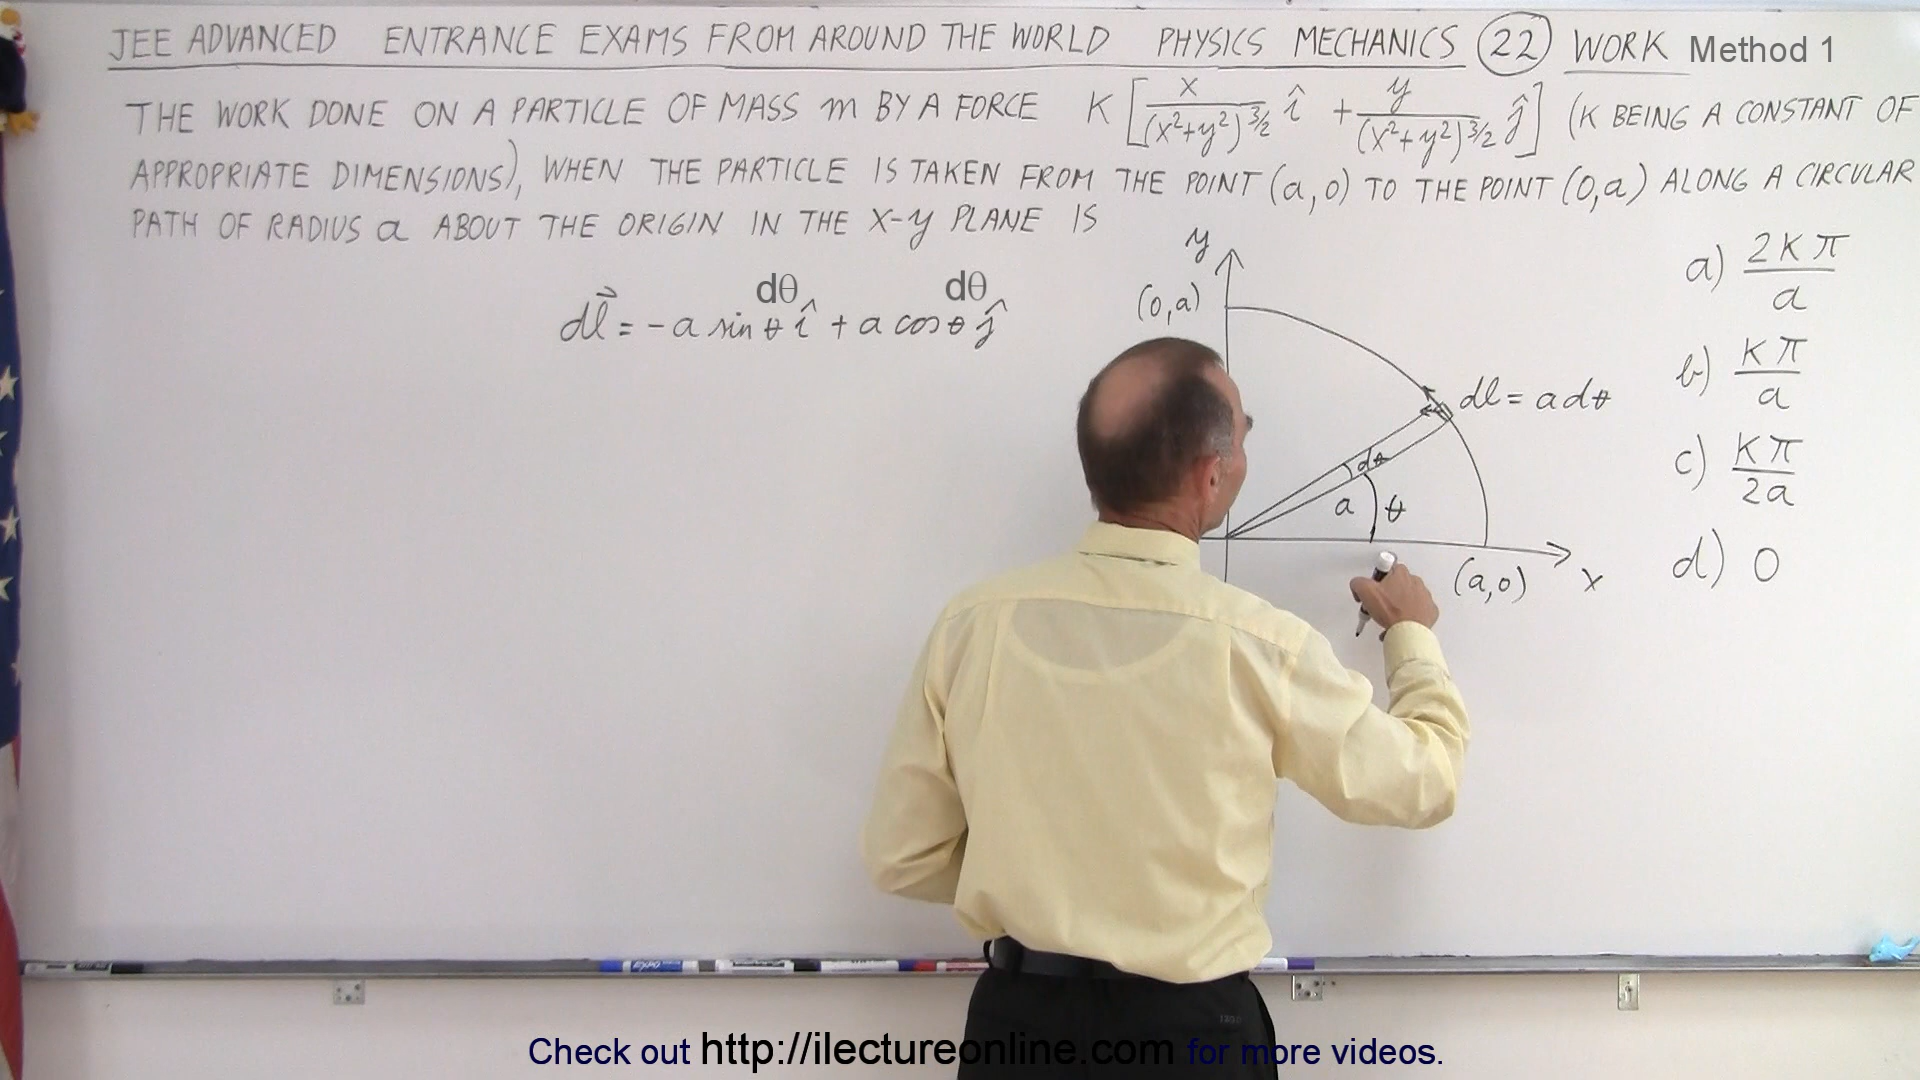 JEE ADVANCED ENTRANCE EXAMS FROM AROUND THE WORLD PHYSICS MECHANICS 22 WORK Method 1
THE WORK DONE ON A PARTICLE OF MASS m BY A FORCE K [x/(x²+y²)^3/2 î + y/(x²+y²)^3/2 ĵ] (K BEING A CONSTANT OF
APPROPRIATE DIMENSIONS), WHEN THE PARTICLE IS TAKEN FROM THE POINT (a,0) TO THE POINT (0,a) ALONG A CIRCULAR
PATH OF RADIUS a ABOUT THE ORIGIN IN THE X-y PLANE IS
y
(0,a)
dθ dθ
dl⃗ = -a sin θ î + a cos θ ĵ
dl = a dθ
dθ
a θ
(a,0) x
a) 2Kπ/a
b) Kπ/a
c) Kπ/2a
d) 0
EXPO
Check out http://ilectureonline.com for more videos.